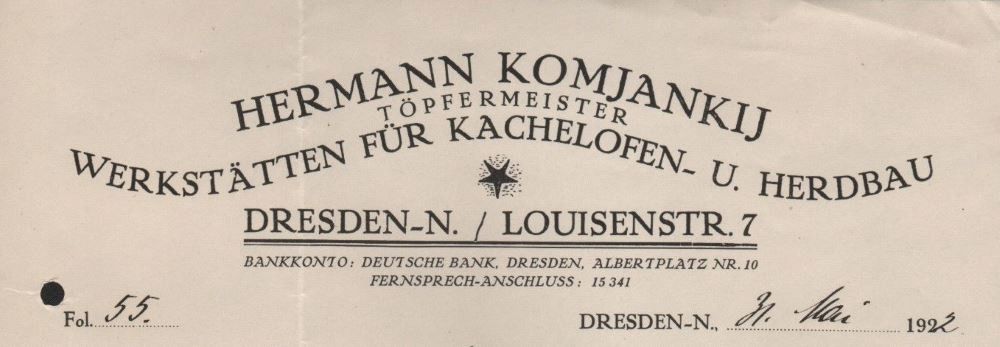 HERMANN KOMJANKIJ
TÖPFERMEISTER
WERKSTÄTTEN FÜR KACHELOFEN- U. HERDBAU
DRESDEN-N. / LOUISENSTR. 7
BANKKONTO: DEUTSCHE BANK, DRESDEN, ALBERTPLATZ NR. 10
FERNSPRECH-ANSCHLUSS: 15 341
Fol. 55.
DRESDEN-N., 31. Mai 1922